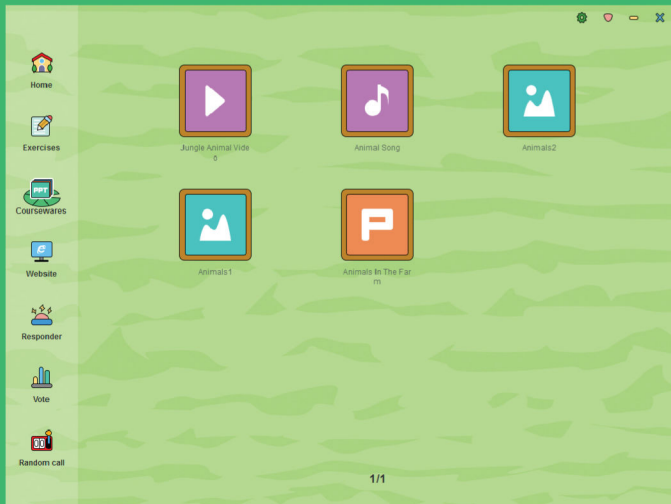 Home
Exercises
PPT
Coursewares
Website
Responder
Vote
Random call
Jungle Animal Vide
o
Animal Song
Animals2
Animals1
Animals In The Far
m
1/1